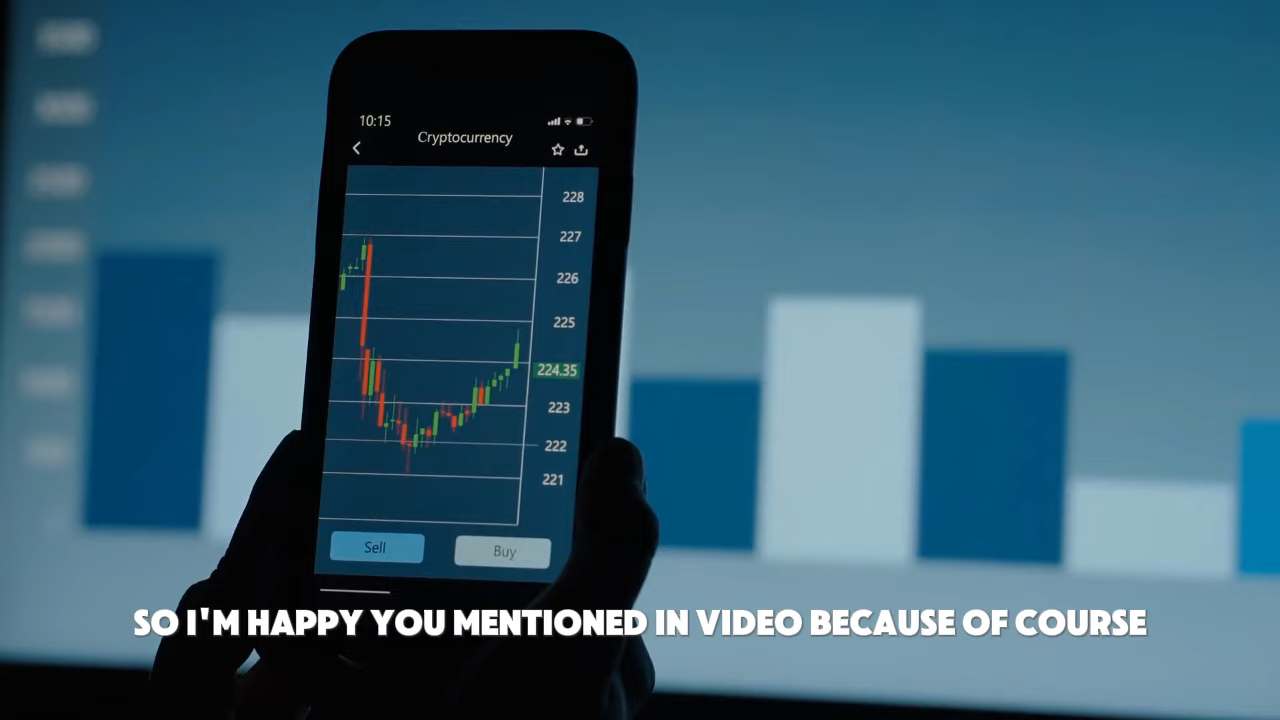 10:15
Cryptocurrency
228
227
226
225
224.35
223
222
221
Sell
Buy
SO I'M HAPPY YOU MENTIONED IN VIDEO BECAUSE OF COURSE